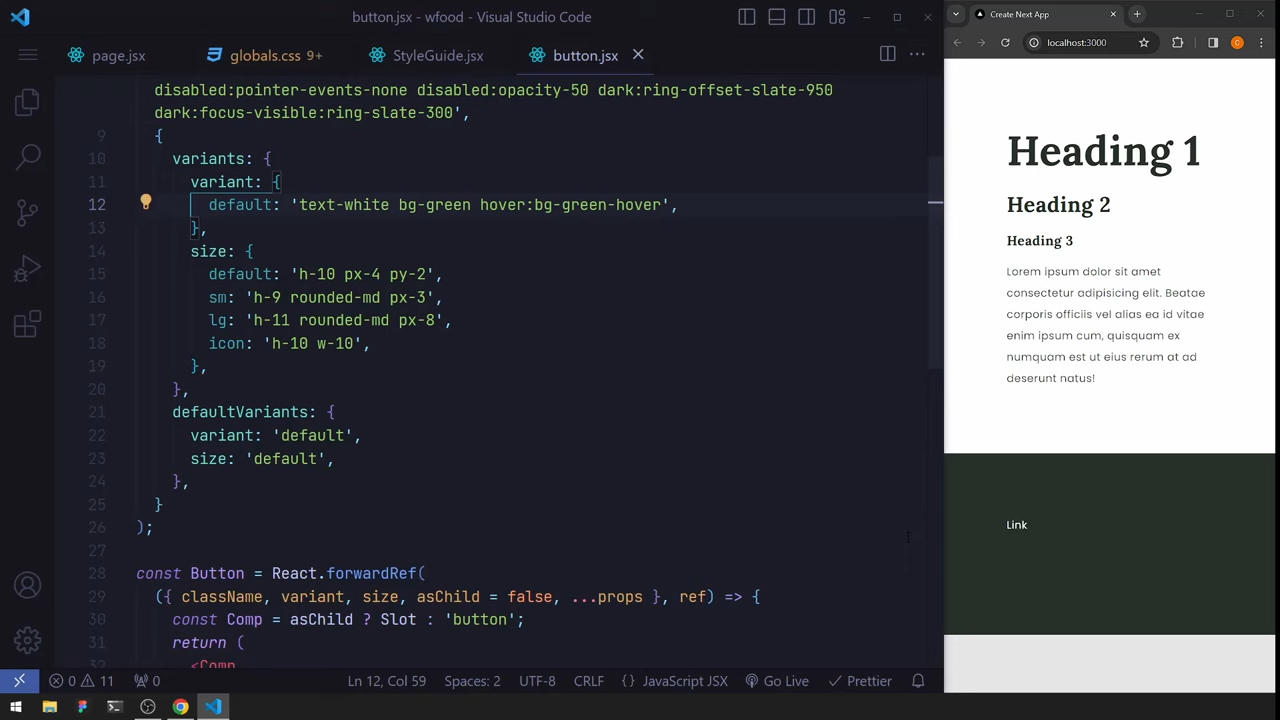 button.jsx - wfood - Visual Studio Code
page.jsx
globals.css 9+
StyleGuide.jsx
button.jsx
disabled:pointer-events-none disabled:opacity-50 dark:ring-offset-slate-950
dark:focus-visible:ring-slate-300',
9 {
10 variants: {
11 variant: {
12 default: 'text-white bg-green hover:bg-green-hover',
13 },
14 size: {
15 default: 'h-10 px-4 py-2',
16 sm: 'h-9 rounded-md px-3',
17 lg: 'h-11 rounded-md px-8',
18 icon: 'h-10 w-10',
19 },
20 },
21 defaultVariants: {
22 variant: 'default',
23 size: 'default',
24 },
25 }
26 );
27
28 const Button = React.forwardRef(
29 ({ className, variant, size, asChild = false, ...props }, ref) => {
30 const Comp = asChild ? Slot : 'button';
31 return (
32 <Comp
0 11 0 Ln 12, Col 59 Spaces: 2 UTF-8 CRLF {} JavaScript JSX Go Live Prettier
Create Next App
localhost:3000
C
Heading 1
Heading 2
Heading 3
Lorem ipsum dolor sit amet
consectetur adipisicing elit. Beatae
corporis officiis vel alias ea id vitae
enim ipsum cum, quisquam ex
numquam est ut eius rerum at ad
deserunt natus!
Link